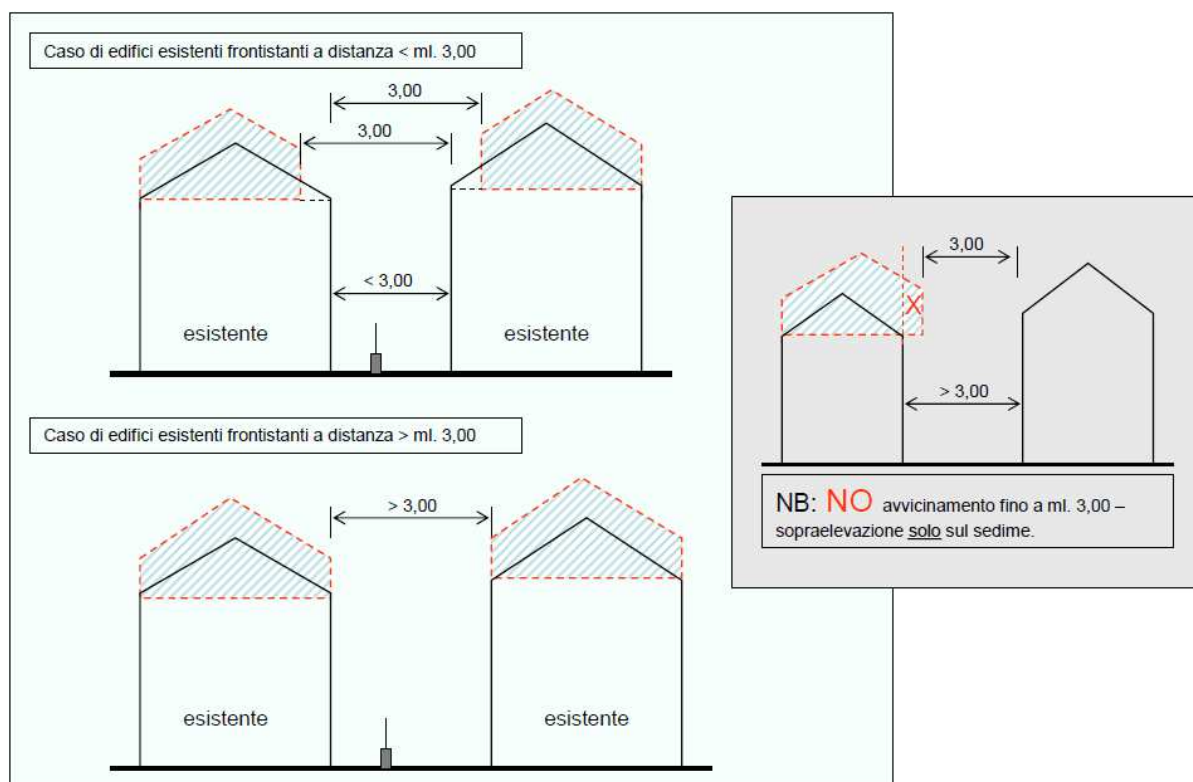 Caso di edifici esistenti frontistanti a distanza < ml. 3,00
3,00
3,00
< 3,00
esistente
esistente
Caso di edifici esistenti frontistanti a distanza > ml. 3,00
> 3,00
esistente
esistente
3,00
X
> 3,00
NB: NO avvicinamento fino a ml. 3,00 –
sopraelevazione solo sul sedime.